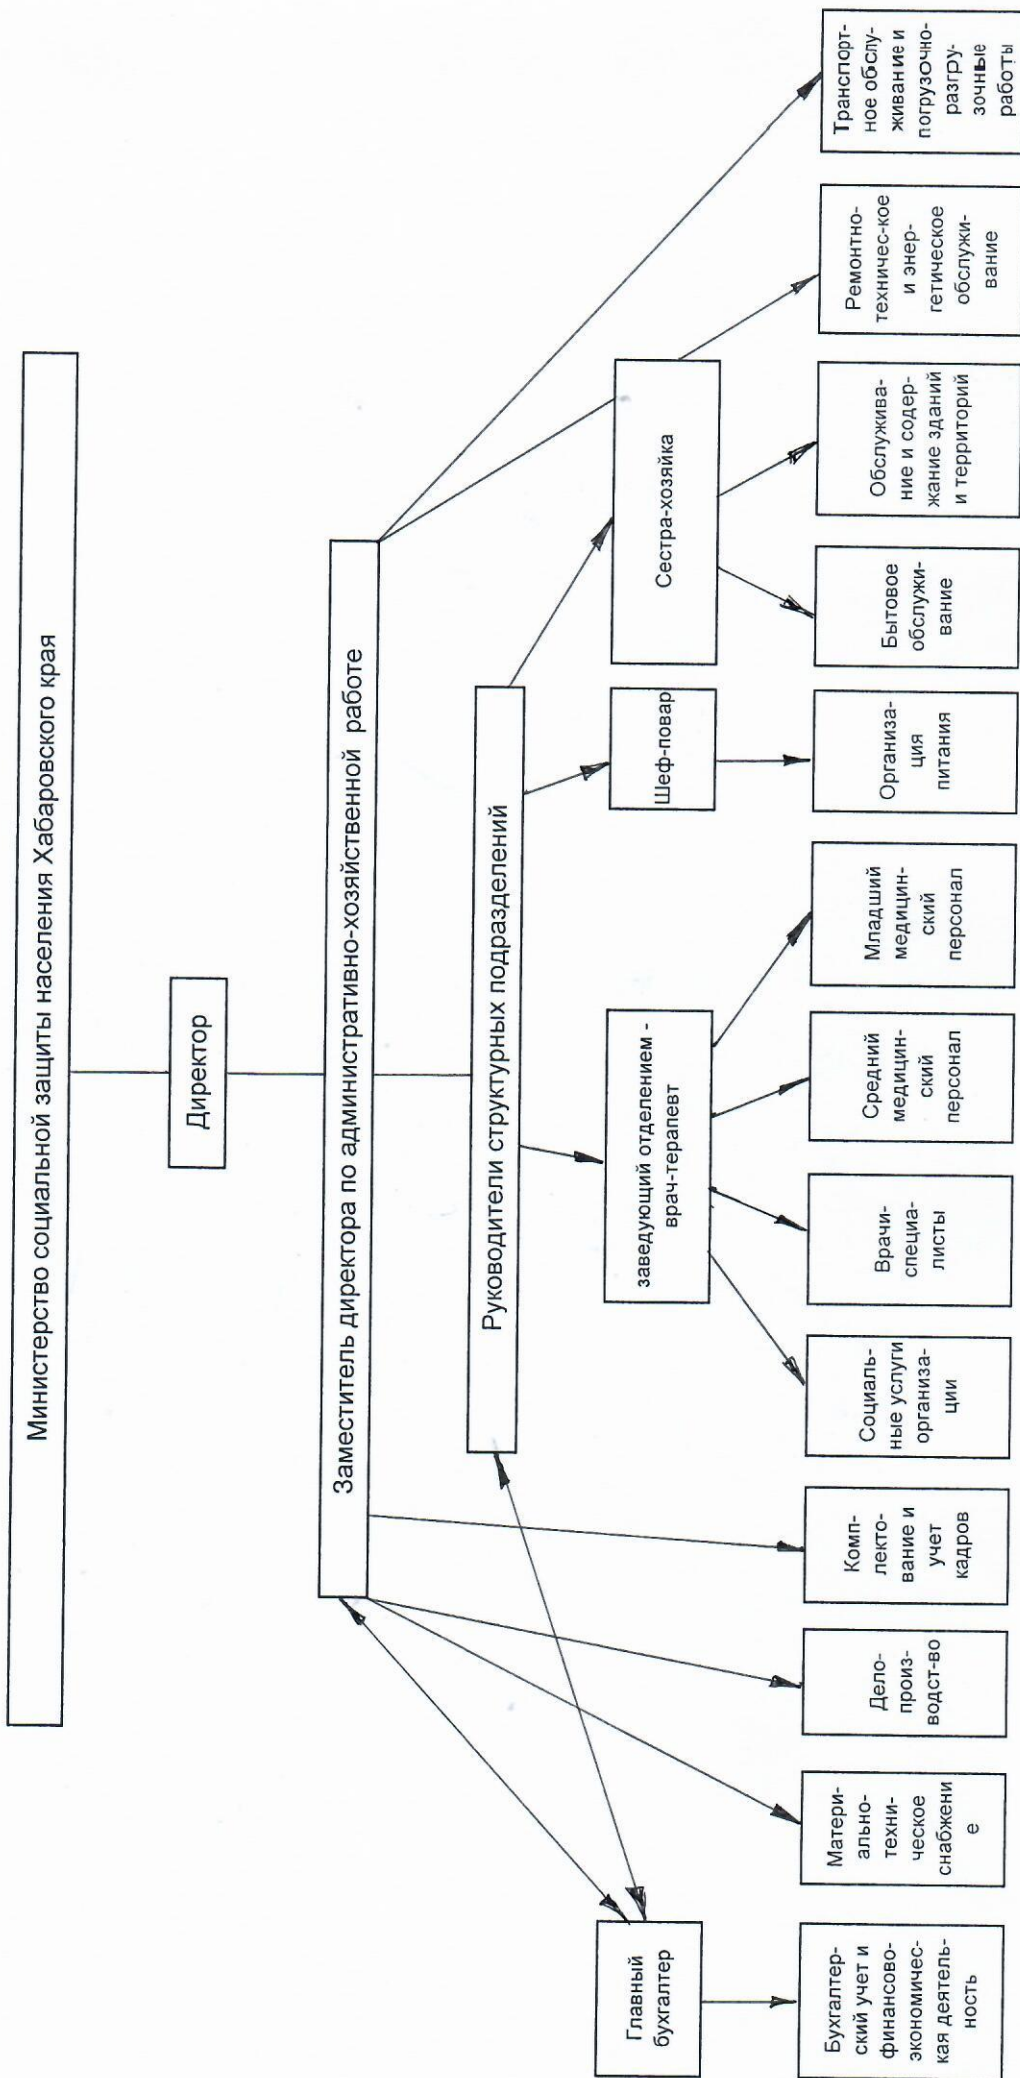 Министерство социальной защиты населения Хабаровского края
Директор
Заместитель директора по административно-хозяйственной работе
Руководители структурных подразделений
Главный
бухгалтер
заведующий отделением -
врач-терапевт
Шеф-повар
Сестра-хозяйка
Бухгалтер-
ский учет и
финансово-
экономичес-
кая деятель-
ность
Матери-
ально-
техни-
ческое
снабжени
е
Дело-
произ-
водст-во
Комп-
лекто-
вание и
учет
кадров
Социаль-
ные услуги
организа-
ции
Врачи-
специа-
листы
Средний
медицин-
ский
персонал
Младший
медицин-
ский
персонал
Организа-
ция
питания
Бытовое
обслужи-
вание
Обслужива-
ние и содер-
жание зданий
и территорий
Ремонтно-
техничес-кое
и энер-
гетическое
обслужи-
вание
Транспорт-
ное обслу-
живание и
погрузочно-
разгру-
зочные
работы